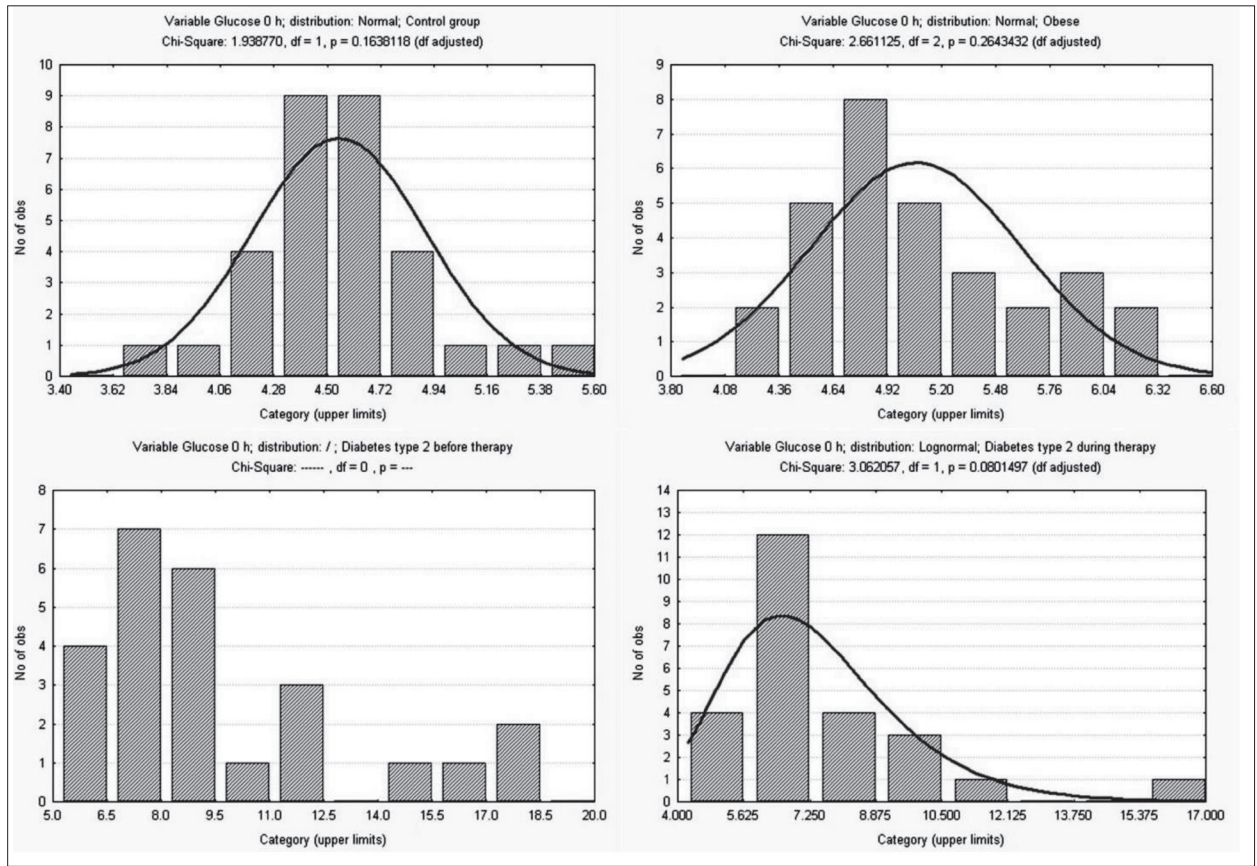 Variable Glucose 0 h; distribution: Normal; Control group
Chi-Square: 1.938770, df = 1, p = 0.1638118 (df adjusted)
10
9
8
7
6
5
4
3
2
1
0
No of obs
3.40 3.62 3.84 4.06 4.28 4.50 4.72 4.94 5.16 5.38 5.60
Category (upper limits)
Variable Glucose 0 h; distribution: Normal; Obese
Chi-Square: 2.661125, df = 2, p = 0.2643432 (df adjusted)
9
8
7
6
5
4
3
2
1
0
No of obs
3.80 4.08 4.36 4.64 4.92 5.20 5.48 5.76 6.04 6.32 6.60
Category (upper limits)
Variable Glucose 0 h; distribution: / ; Diabetes type 2 before therapy
Chi-Square: ------ , df = 0 , p = ---
8
7
6
5
4
3
2
1
0
No of obs
5.0 6.5 8.0 9.5 11.0 12.5 14.0 15.5 17.0 18.5 20.0
Category (upper limits)
Variable Glucose 0 h; distribution: Lognormal; Diabetes type 2 during therapy
Chi-Square: 3.062057, df = 1, p = 0.0801497 (df adjusted)
14
13
12
11
10
9
8
7
6
5
4
3
2
1
0
No of obs
4.000 5.625 7.250 8.875 10.500 12.125 13.750 15.375 17.000
Category (upper limits)